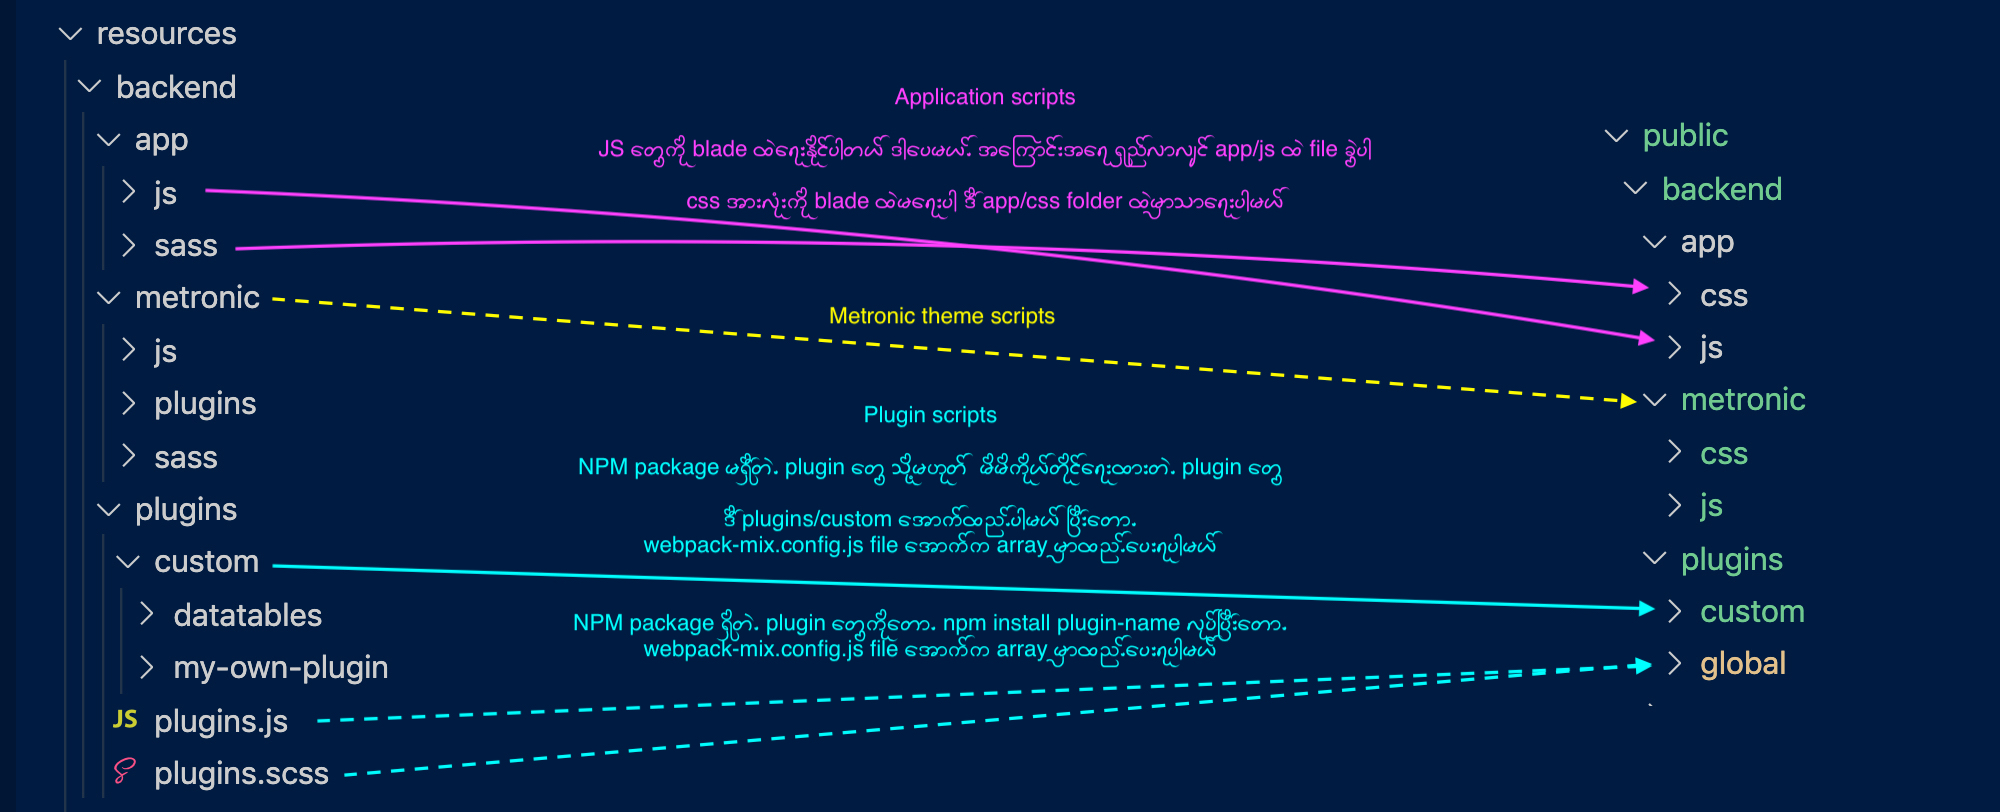 resources
backend
app
js
sass
metronic
js
plugins
sass
plugins
custom
datatables
my-own-plugin
JS plugins.js
plugins.scss
Application scripts
JS တွေကို blade ထဲရေးနိုင်ပါတယ် ဒါပေမယ့် အကြောင်းအရေ ရှည်လာလျှင် app/js ထဲ file ခွဲပါ
css အားလုံးကို blade ထဲမရေးပါ ဒီ app/css folder ထဲမှာသာရေးပါမယ်
Metronic theme scripts
Plugin scripts
NPM package မရှိတဲ့ plugin တွေ သို့မဟုတ် မိမိကိုယ်တိုင်ရေးထားတဲ့ plugin တွေ
ဒီ plugins/custom အောက်ထည့်ပါမယ် ပြီးတော့
webpack-mix.config.js file အောက်က array မှာထည့်ပေးရပါမယ်
NPM package ရှိတဲ့ plugin တွေကိုတော့ npm install plugin-name လုပ်ပြီးတော့
webpack-mix.config.js file အောက်က array မှာထည့်ပေးရပါမယ်
public
backend
app
css
js
metronic
css
js
plugins
custom
global